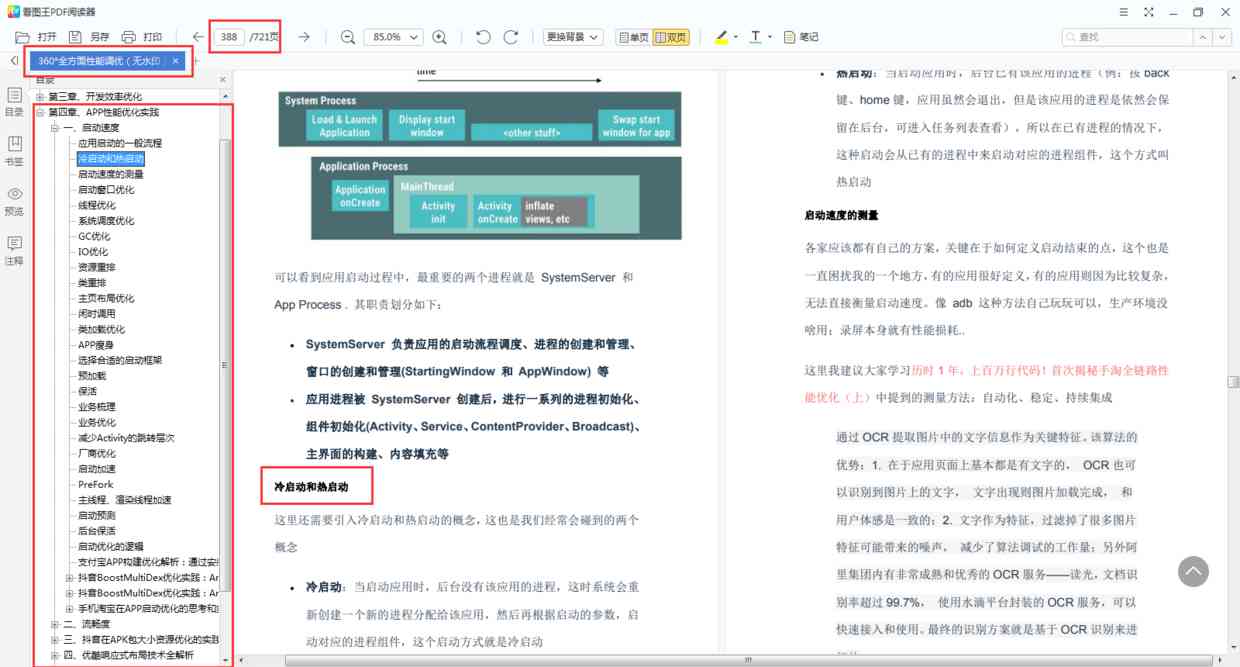 看图王PDF阅读器
打开 另存 打印 388 /721页 85.0% 更换背景 单页 双页 T 笔记 查找
360°全方面性能调优(无水印
目录
书签
预览
注释
目录
第三章、开发效率优化
第四章、APP性能优化实践
一、启动速度
应用启动的一般流程
冷启动和热启动
启动速度的测量
启动窗口优化
线程优化
系统调度优化
GC优化
IO优化
资源重排
类重排
主页布局优化
闲时调用
类加载优化
APP瘦身
选择合适的启动框架
预加载
保活
业务梳理
业务优化
减少Activity的跳转层次
厂商优化
启动加速
PreFork
主线程、渲染线程加速
启动预测
后台保活
启动优化的逻辑
支付宝APP构建优化解析:通过安
抖音BoostMultiDex优化实践:Ar
抖音BoostMultiDex优化实践:Ar
手机淘宝在APP启动优化的思考和
二、流畅度
三、抖音在APK包大小资源优化的实践
四、优酷响应式布局技术全解析
time
System Process
Load & Launch
Application
Display start
window
<other stuff>
Swap start
window for app
Application Process
Application
onCreate
MainThread
Activity
init
Activity
onCreate
inflate
views, etc
可以看到应用启动过程中,最重要的两个进程就是 SystemServer 和
App Process . 其职责划分如下:
• SystemServer 负责应用的启动流程调度、进程的创建和管理、
窗口的创建和管理(StartingWindow 和 AppWindow) 等
• 应用进程被 SystemServer 创建后,进行一系列的进程初始化、
组件初始化(Activity、Service、ContentProvider、Broadcast)、
主界面的构建、内容填充等
冷启动和热启动
这里还需要引入冷启动和热启动的概念,这也是我们经常会碰到的两个
概念
• 冷启动:当启动应用时,后台没有该应用的进程,这时系统会重
新创建一个新的进程分配给该应用,然后再根据启动的参数,启
动对应的进程组件,这个启动方式就是冷启动
• 热启动:当启动应用时,后台已有该应用的进程(例:按 back
键、home 键,应用虽然会退出,但是该应用的进程是依然会保
留在后台,可进入任务列表查看),所以在已有进程的情况下,
这种启动会从已有的进程中来启动对应的进程组件,这个方式叫
热启动
启动速度的测量
各家应该都有自己的方案,关键在于如何定义启动结束的点,这个也是
一直困扰我的一个地方,有的应用很好定义,有的应用则因为比较复杂,
无法直接衡量启动速度。像 adb 这种方法自己玩玩可以,生产环境没
啥用;录屏本身就有性能损耗..
这里我建议大家学习历时 1 年,上百万行代码!首次揭秘手淘全链路性
能优化(上)中提到的测量方法:自动化、稳定、持续集成
通过 OCR 提取图片中的文字信息作为关键特征。该算法的
优势:1. 在于应用页面上基本都是有文字的, OCR 也可
以识别到图片上的文字, 文字出现则图片加载完成, 和
用户体感是一致的;2. 文字作为特征,过滤掉了很多图片
特征可能带来的噪声, 减少了算法调试的工作量;另外阿
里集团内有非常成熟和优秀的 OCR 服务——读光,文档识
别率超过 99.7%, 使用水滴平台封装的 OCR 服务,可以
快速接入和使用。最终的识别方案就是基于 OCR 识别来进